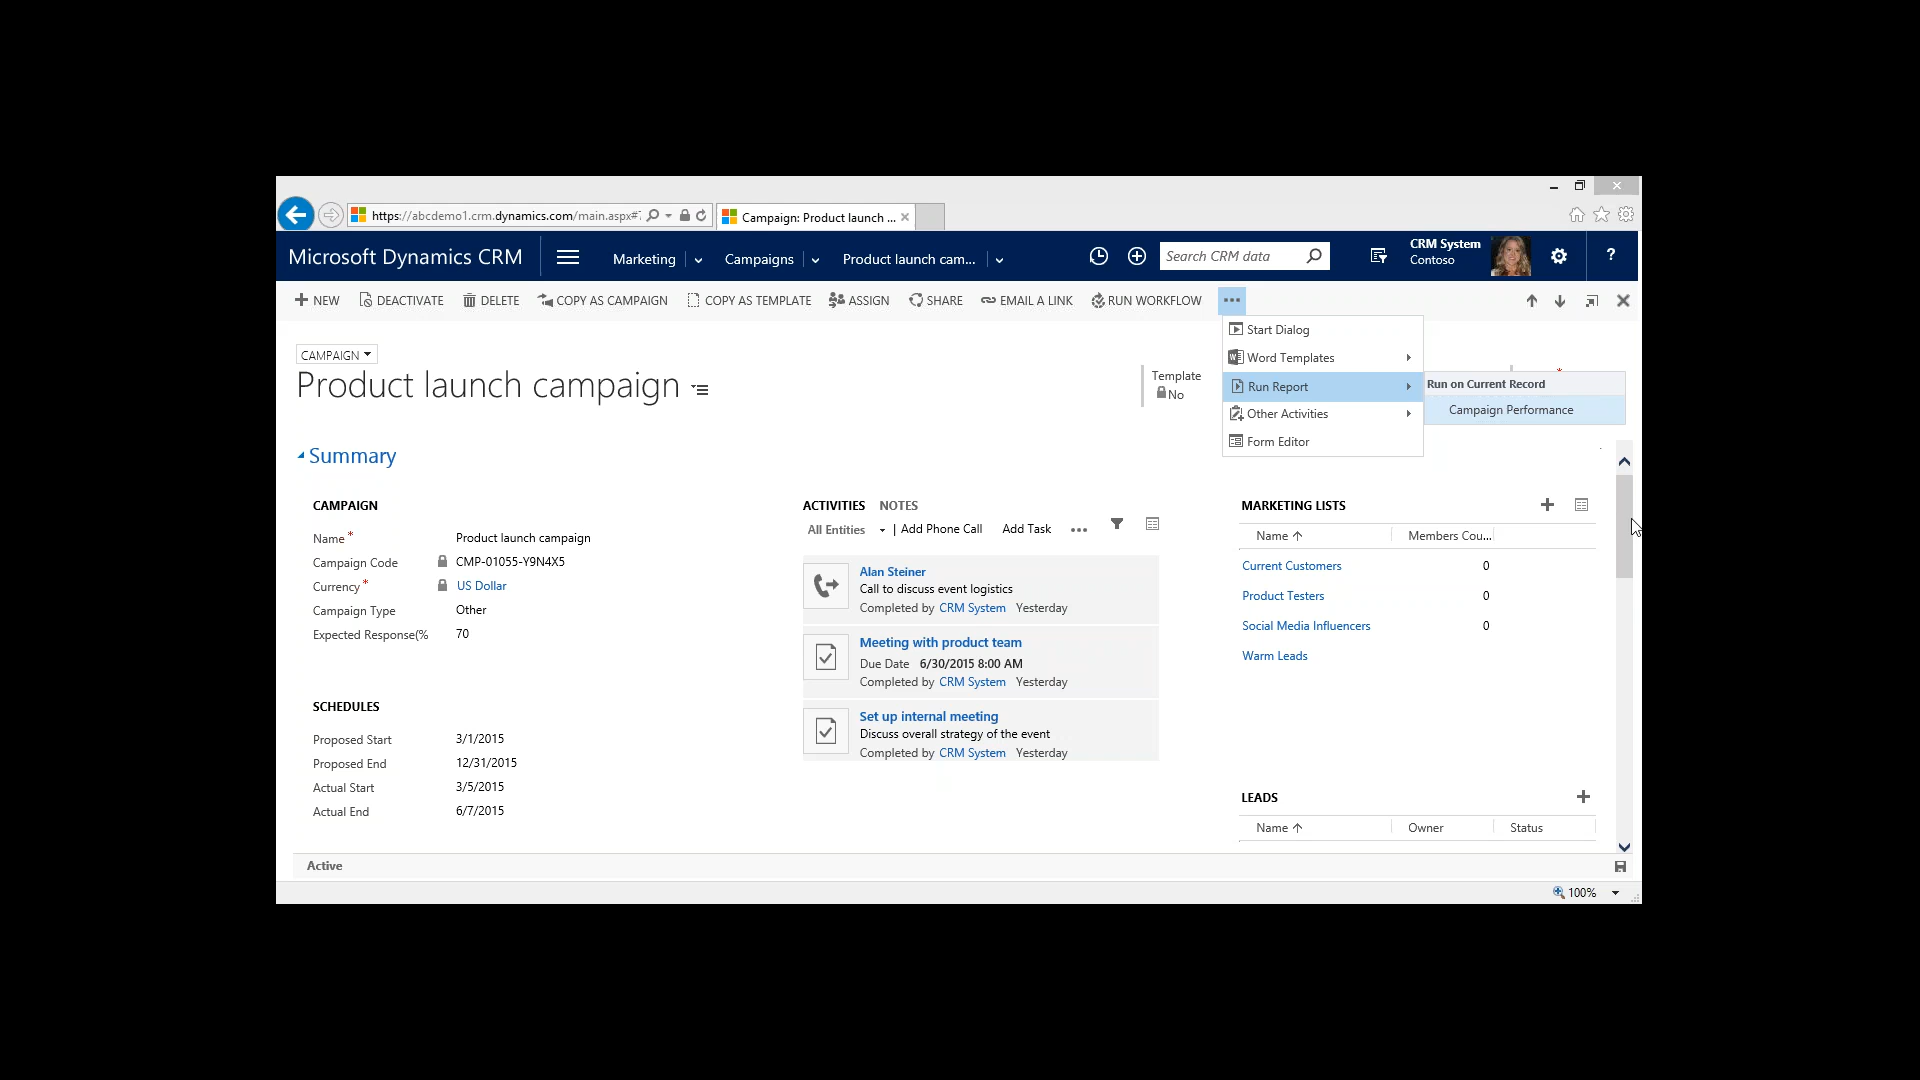 https://abcdemo1.crm.dynamics.com/main.aspx#
Campaign: Product launch ...
Microsoft Dynamics CRM
Marketing
Campaigns
Product launch cam...
Search CRM data
CRM System
Contoso
?
NEW
DEACTIVATE
DELETE
COPY AS CAMPAIGN
COPY AS TEMPLATE
ASSIGN
SHARE
EMAIL A LINK
RUN WORKFLOW
Start Dialog
Word Templates
Run Report
Other Activities
Form Editor
Run on Current Record
Campaign Performance
CAMPAIGN
Product launch campaign
Template
No
Summary
CAMPAIGN
Name* Product launch campaign
Campaign Code CMP-01055-Y9N4X5
Currency* US Dollar
Campaign Type Other
Expected Response(% 70
SCHEDULES
Proposed Start 3/1/2015
Proposed End 12/31/2015
Actual Start 3/5/2015
Actual End 6/7/2015
ACTIVITIES NOTES
All Entities | Add Phone Call Add Task
Alan Steiner
Call to discuss event logistics
Completed by CRM System Yesterday
Meeting with product team
Due Date 6/30/2015 8:00 AM
Completed by CRM System Yesterday
Set up internal meeting
Discuss overall strategy of the event
Completed by CRM System Yesterday
MARKETING LISTS
Name Members Cou...
Current Customers 0
Product Testers 0
Social Media Influencers 0
Warm Leads
LEADS
Name Owner Status
Active
100%